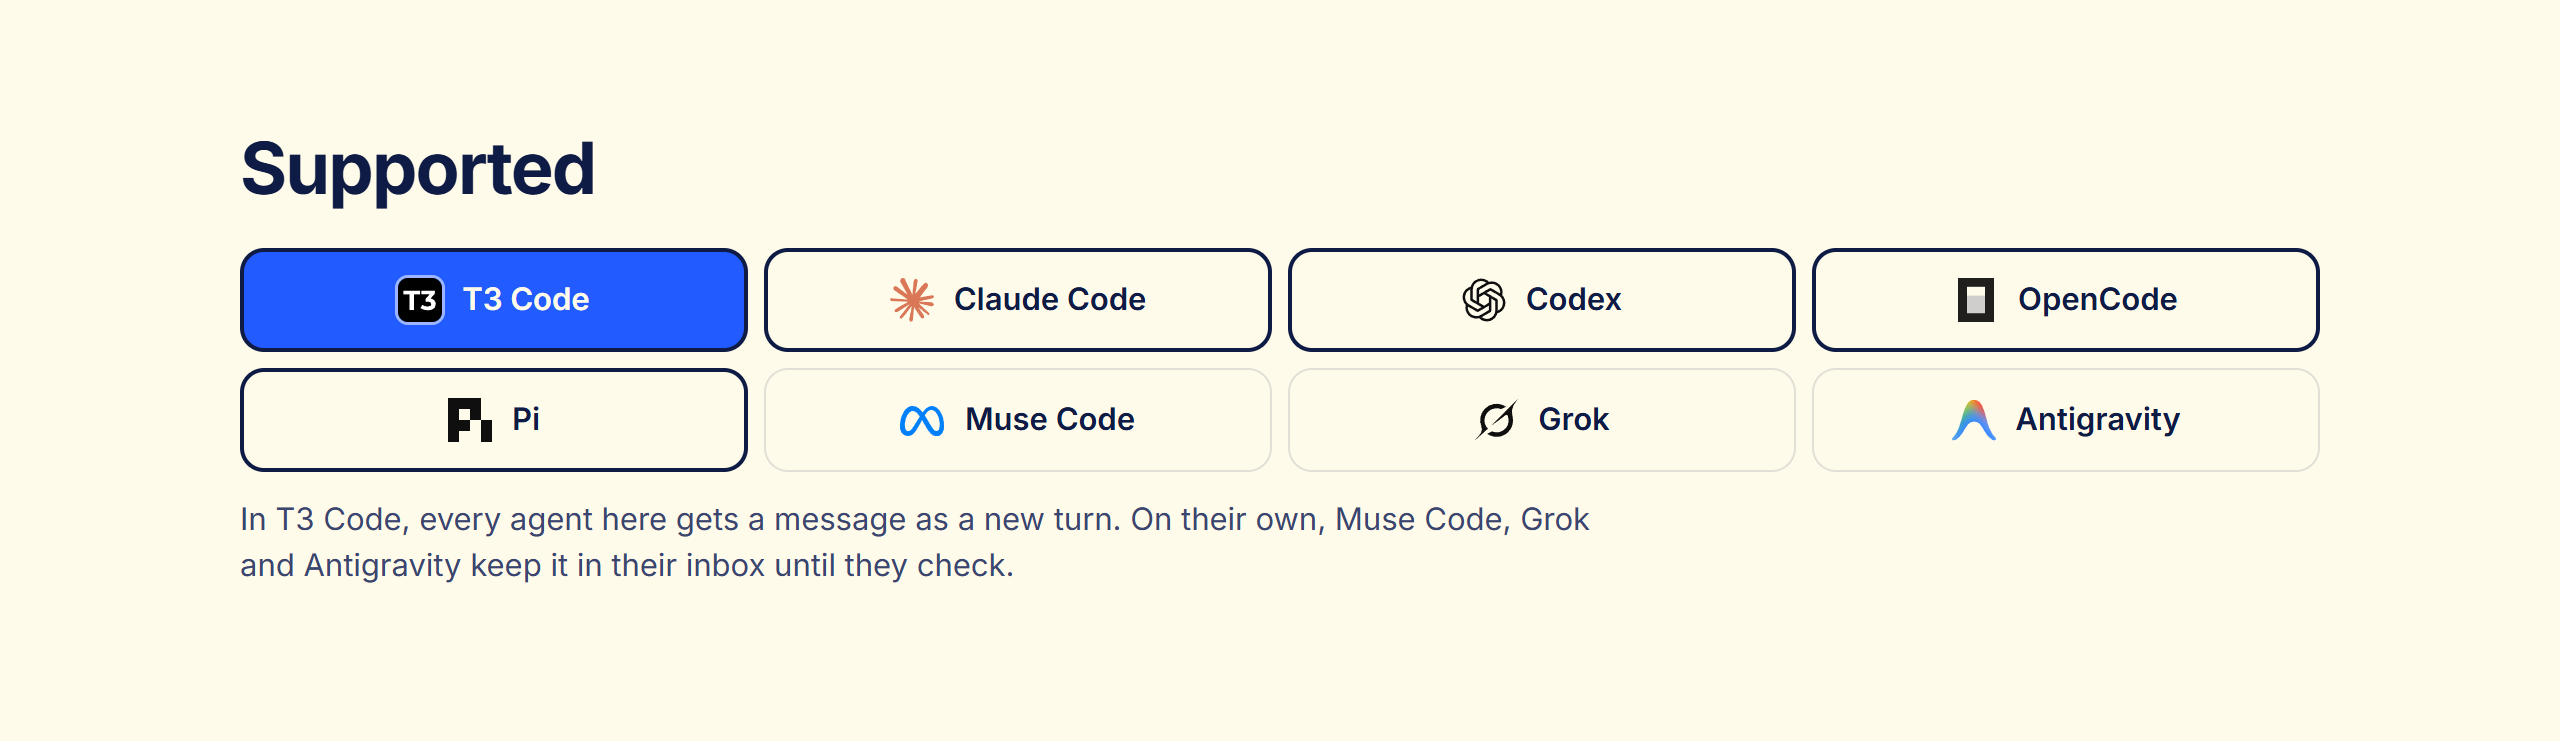 Supported
T3 T3 Code
Claude Code
Codex
OpenCode
Pi
Muse Code
Grok
Antigravity
In T3 Code, every agent here gets a message as a new turn. On their own, Muse Code, Grok
and Antigravity keep it in their inbox until they check.